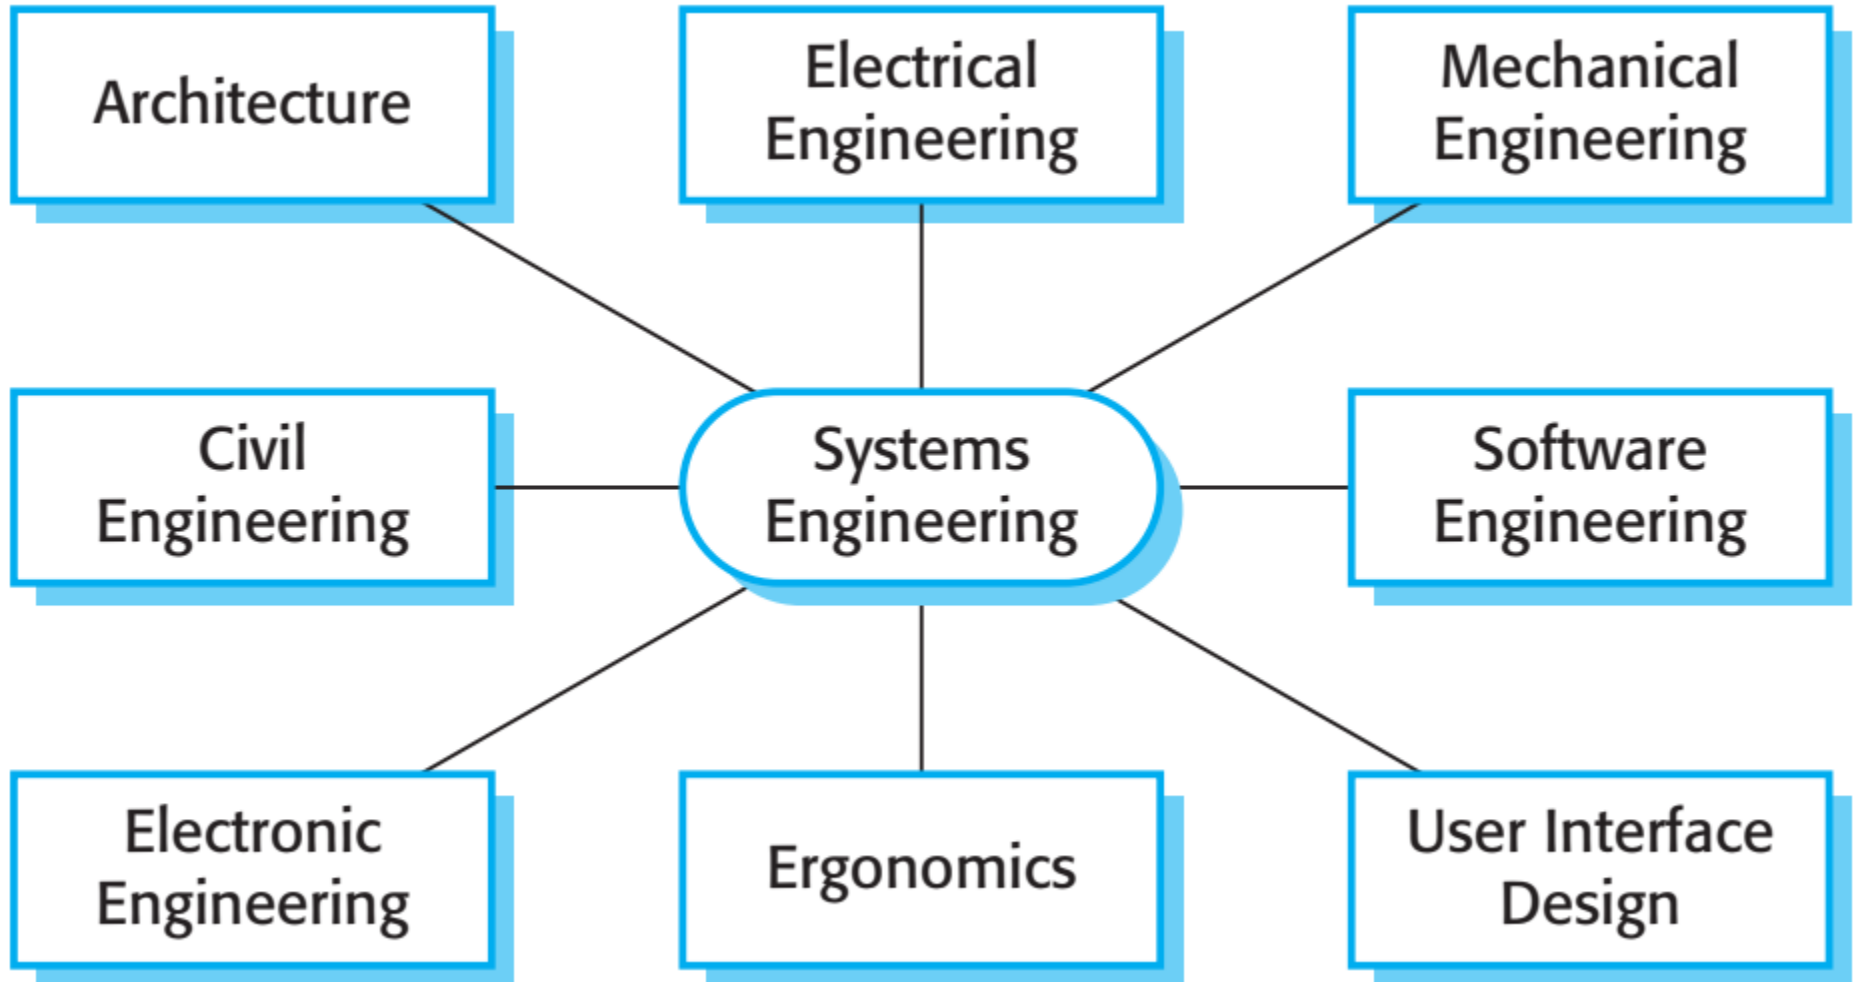 Architecture
Electrical
Engineering
Mechanical
Engineering
Civil
Engineering
Systems
Engineering
Software
Engineering
Electronic
Engineering
Ergonomics
User Interface
Design